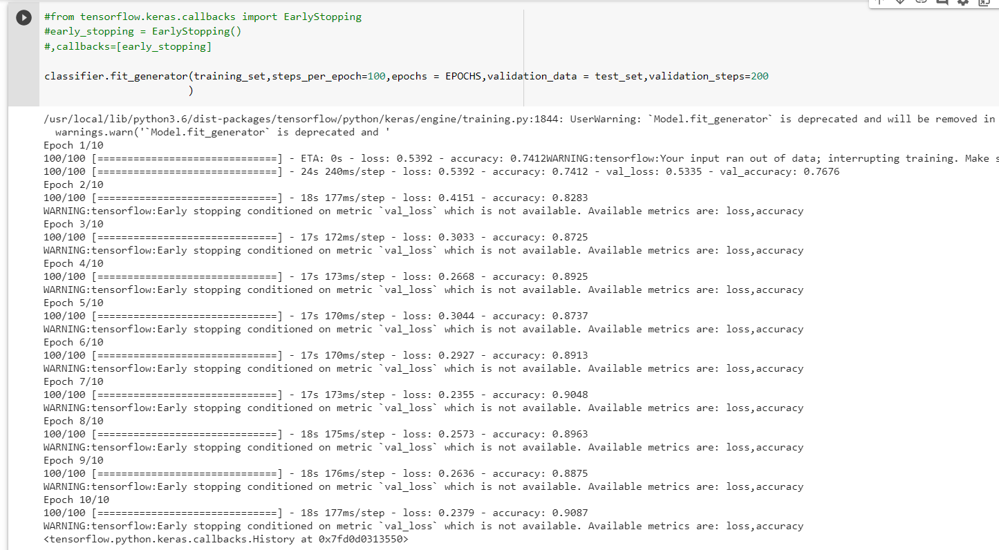 #from tensorflow.keras.callbacks import EarlyStopping
#early_stopping = EarlyStopping()
#,callbacks=[early_stopping]
classifier.fit_generator(training_set,steps_per_epoch=100,epochs = EPOCHS,validation_data = test_set,validation_steps=200
)
/usr/local/lib/python3.6/dist-packages/tensorflow/python/keras/engine/training.py:1844: UserWarning: `Model.fit_generator` is deprecated and will be removed in
warnings.warn('`Model.fit_generator` is deprecated and '
Epoch 1/10
100/100 [==============================] - ETA: 0s - loss: 0.5392 - accuracy: 0.7412WARNING:tensorflow:Your input ran out of data; interrupting training. Make s
100/100 [==============================] - 24s 240ms/step - loss: 0.5392 - accuracy: 0.7412 - val_loss: 0.5335 - val_accuracy: 0.7676
Epoch 2/10
100/100 [==============================] - 18s 177ms/step - loss: 0.4151 - accuracy: 0.8283
WARNING:tensorflow:Early stopping conditioned on metric `val_loss` which is not available. Available metrics are: loss,accuracy
Epoch 3/10
100/100 [==============================] - 17s 172ms/step - loss: 0.3033 - accuracy: 0.8725
WARNING:tensorflow:Early stopping conditioned on metric `val_loss` which is not available. Available metrics are: loss,accuracy
Epoch 4/10
100/100 [==============================] - 17s 173ms/step - loss: 0.2668 - accuracy: 0.8925
WARNING:tensorflow:Early stopping conditioned on metric `val_loss` which is not available. Available metrics are: loss,accuracy
Epoch 5/10
100/100 [==============================] - 17s 170ms/step - loss: 0.3044 - accuracy: 0.8737
WARNING:tensorflow:Early stopping conditioned on metric `val_loss` which is not available. Available metrics are: loss,accuracy
Epoch 6/10
100/100 [==============================] - 17s 170ms/step - loss: 0.2927 - accuracy: 0.8913
WARNING:tensorflow:Early stopping conditioned on metric `val_loss` which is not available. Available metrics are: loss,accuracy
Epoch 7/10
100/100 [==============================] - 17s 173ms/step - loss: 0.2355 - accuracy: 0.9048
WARNING:tensorflow:Early stopping conditioned on metric `val_loss` which is not available. Available metrics are: loss,accuracy
Epoch 8/10
100/100 [==============================] - 18s 175ms/step - loss: 0.2573 - accuracy: 0.8963
WARNING:tensorflow:Early stopping conditioned on metric `val_loss` which is not available. Available metrics are: loss,accuracy
Epoch 9/10
100/100 [==============================] - 18s 176ms/step - loss: 0.2636 - accuracy: 0.8875
WARNING:tensorflow:Early stopping conditioned on metric `val_loss` which is not available. Available metrics are: loss,accuracy
Epoch 10/10
100/100 [==============================] - 18s 177ms/step - loss: 0.2379 - accuracy: 0.9087
WARNING:tensorflow:Early stopping conditioned on metric `val_loss` which is not available. Available metrics are: loss,accuracy
<tensorflow.python.keras.callbacks.History at 0x7fd0d0313550>